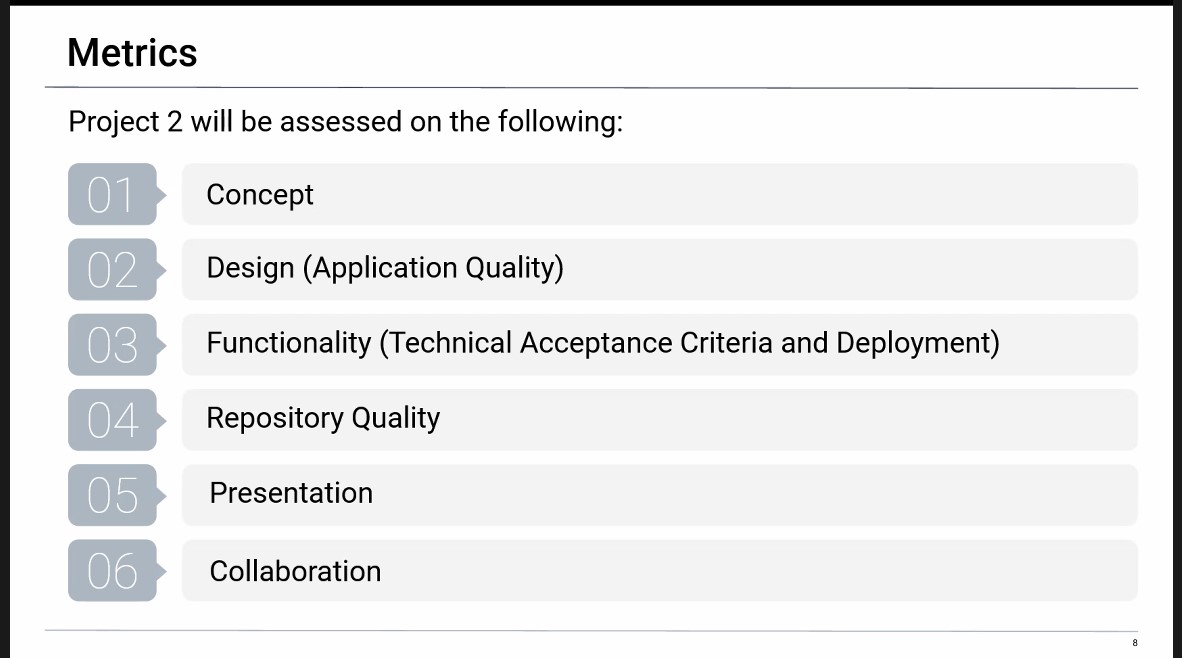 Metrics
Project 2 will be assessed on the following:
01 Concept
02 Design (Application Quality)
03 Functionality (Technical Acceptance Criteria and Deployment)
04 Repository Quality
05 Presentation
06 Collaboration
8